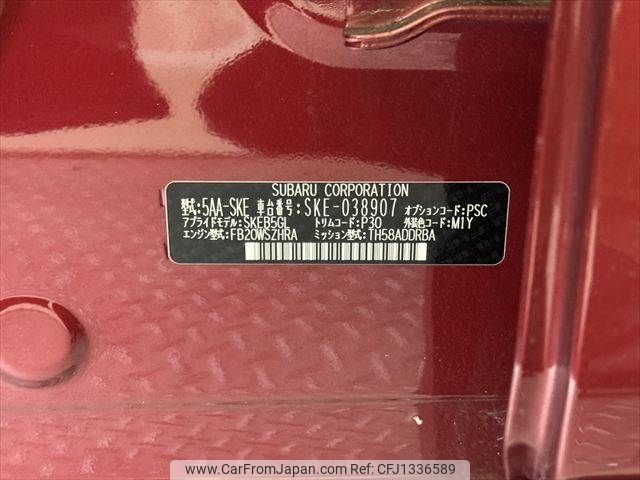 SUBARU CORPORATION
型式:5AA-SKE 車台番号:SKE-038907 オプションコード:PSC
アプライドモデル:SKEB5GL トリムコード:P30 外装色コード:M1Y
エンジン型式:FB20WSZHRA ミッション型式:TH58ADDRBA
www.CarFromJapan.com | CFJ1336589